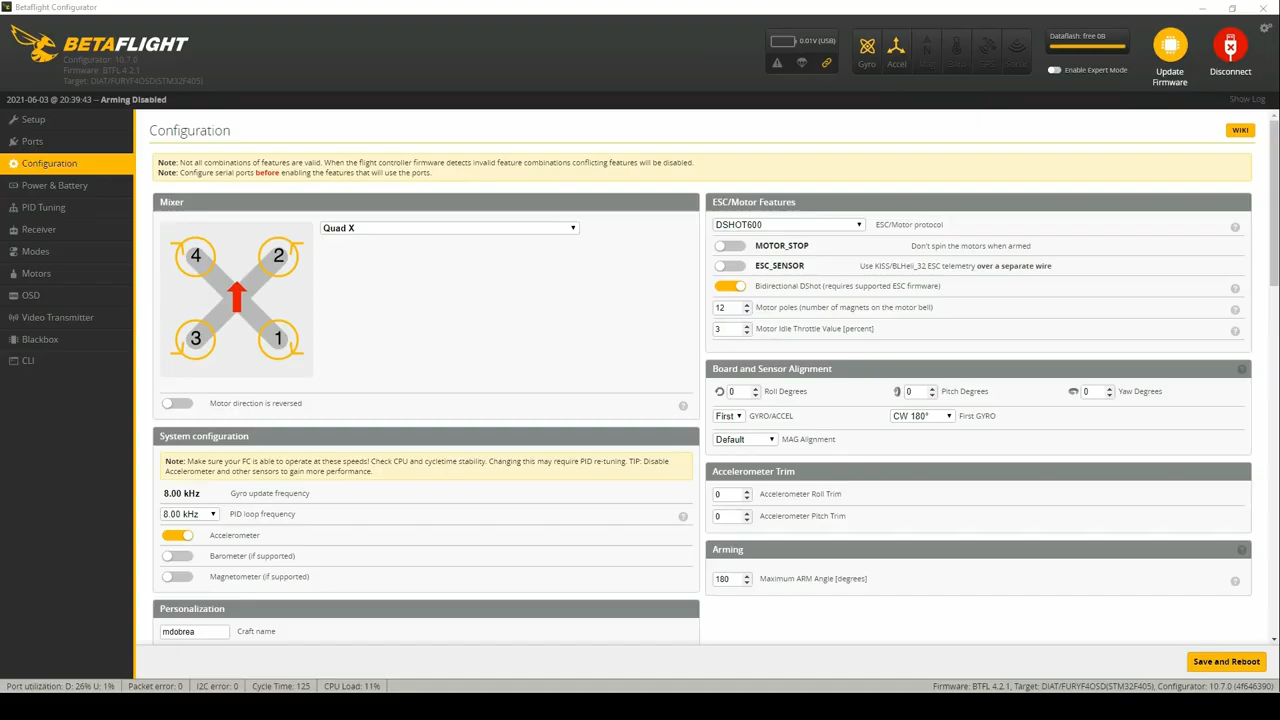 Betaflight Configurator
BETAFLIGHT
Configurator: 10.7.0
Firmware: BTFL 4.2.1
Target: DIAT/FURYF4OSD(STM32F405)
0.01V (USB)
Gyro
Accel
Mag
Baro
GPS
Sonar
Dataflash: free 0B
Enable Expert Mode
Update
Firmware
Disconnect
2021-06-03 @ 20:39:43 -- Arming Disabled
Show Log
Setup
Ports
Configuration
Power & Battery
PID Tuning
Receiver
Modes
Motors
OSD
Video Transmitter
Blackbox
CLI
Configuration
WIKI
Note: Not all combinations of features are valid. When the flight controller firmware detects invalid feature combinations conflicting features will be disabled.
Note: Configure serial ports before enabling the features that will use the ports.
Mixer
Quad X
4
2
3
1
Motor direction is reversed
System configuration
Note: Make sure your FC is able to operate at these speeds! Check CPU and cycletime stability. Changing this may require PID re-tuning. TIP: Disable
Accelerometer and other sensors to gain more performance.
8.00 kHz Gyro update frequency
8.00 kHz PID loop frequency
Accelerometer
Barometer (if supported)
Magnetometer (if supported)
Personalization
mdobrea Craft name
ESC/Motor Features
DSHOT600 ESC/Motor protocol
MOTOR_STOP Don't spin the motors when armed
ESC_SENSOR Use KISS/BLHeli_32 ESC telemetry over a separate wire
Bidirectional DShot (requires supported ESC firmware)
12 Motor poles (number of magnets on the motor bell)
3 Motor Idle Throttle Value [percent]
Board and Sensor Alignment
0 Roll Degrees 0 Pitch Degrees 0 Yaw Degrees
First GYRO/ACCEL CW 180° First GYRO
Default MAG Alignment
Accelerometer Trim
0 Accelerometer Roll Trim
0 Accelerometer Pitch Trim
Arming
180 Maximum ARM Angle [degrees]
Save and Reboot
Port utilization: D: 26% U: 1% Packet error: 0 I2C error: 0 Cycle Time: 125 CPU Load: 11% Firmware: BTFL 4.2.1, Target: DIAT/FURYF4OSD(STM32F405), Configurator: 10.7.0 (4f646390)